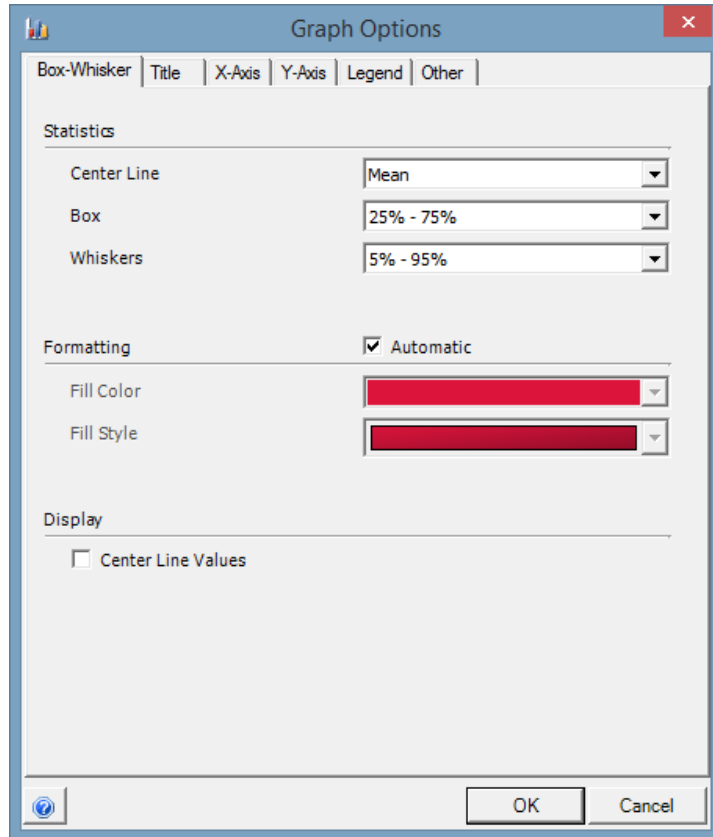 Graph Options
Box-Whisker Title X-Axis Y-Axis Legend Other
Statistics
Center Line Mean
Box 25% - 75%
Whiskers 5% - 95%
Formatting Automatic
Fill Color
Fill Style
Display
Center Line Values
OK Cancel